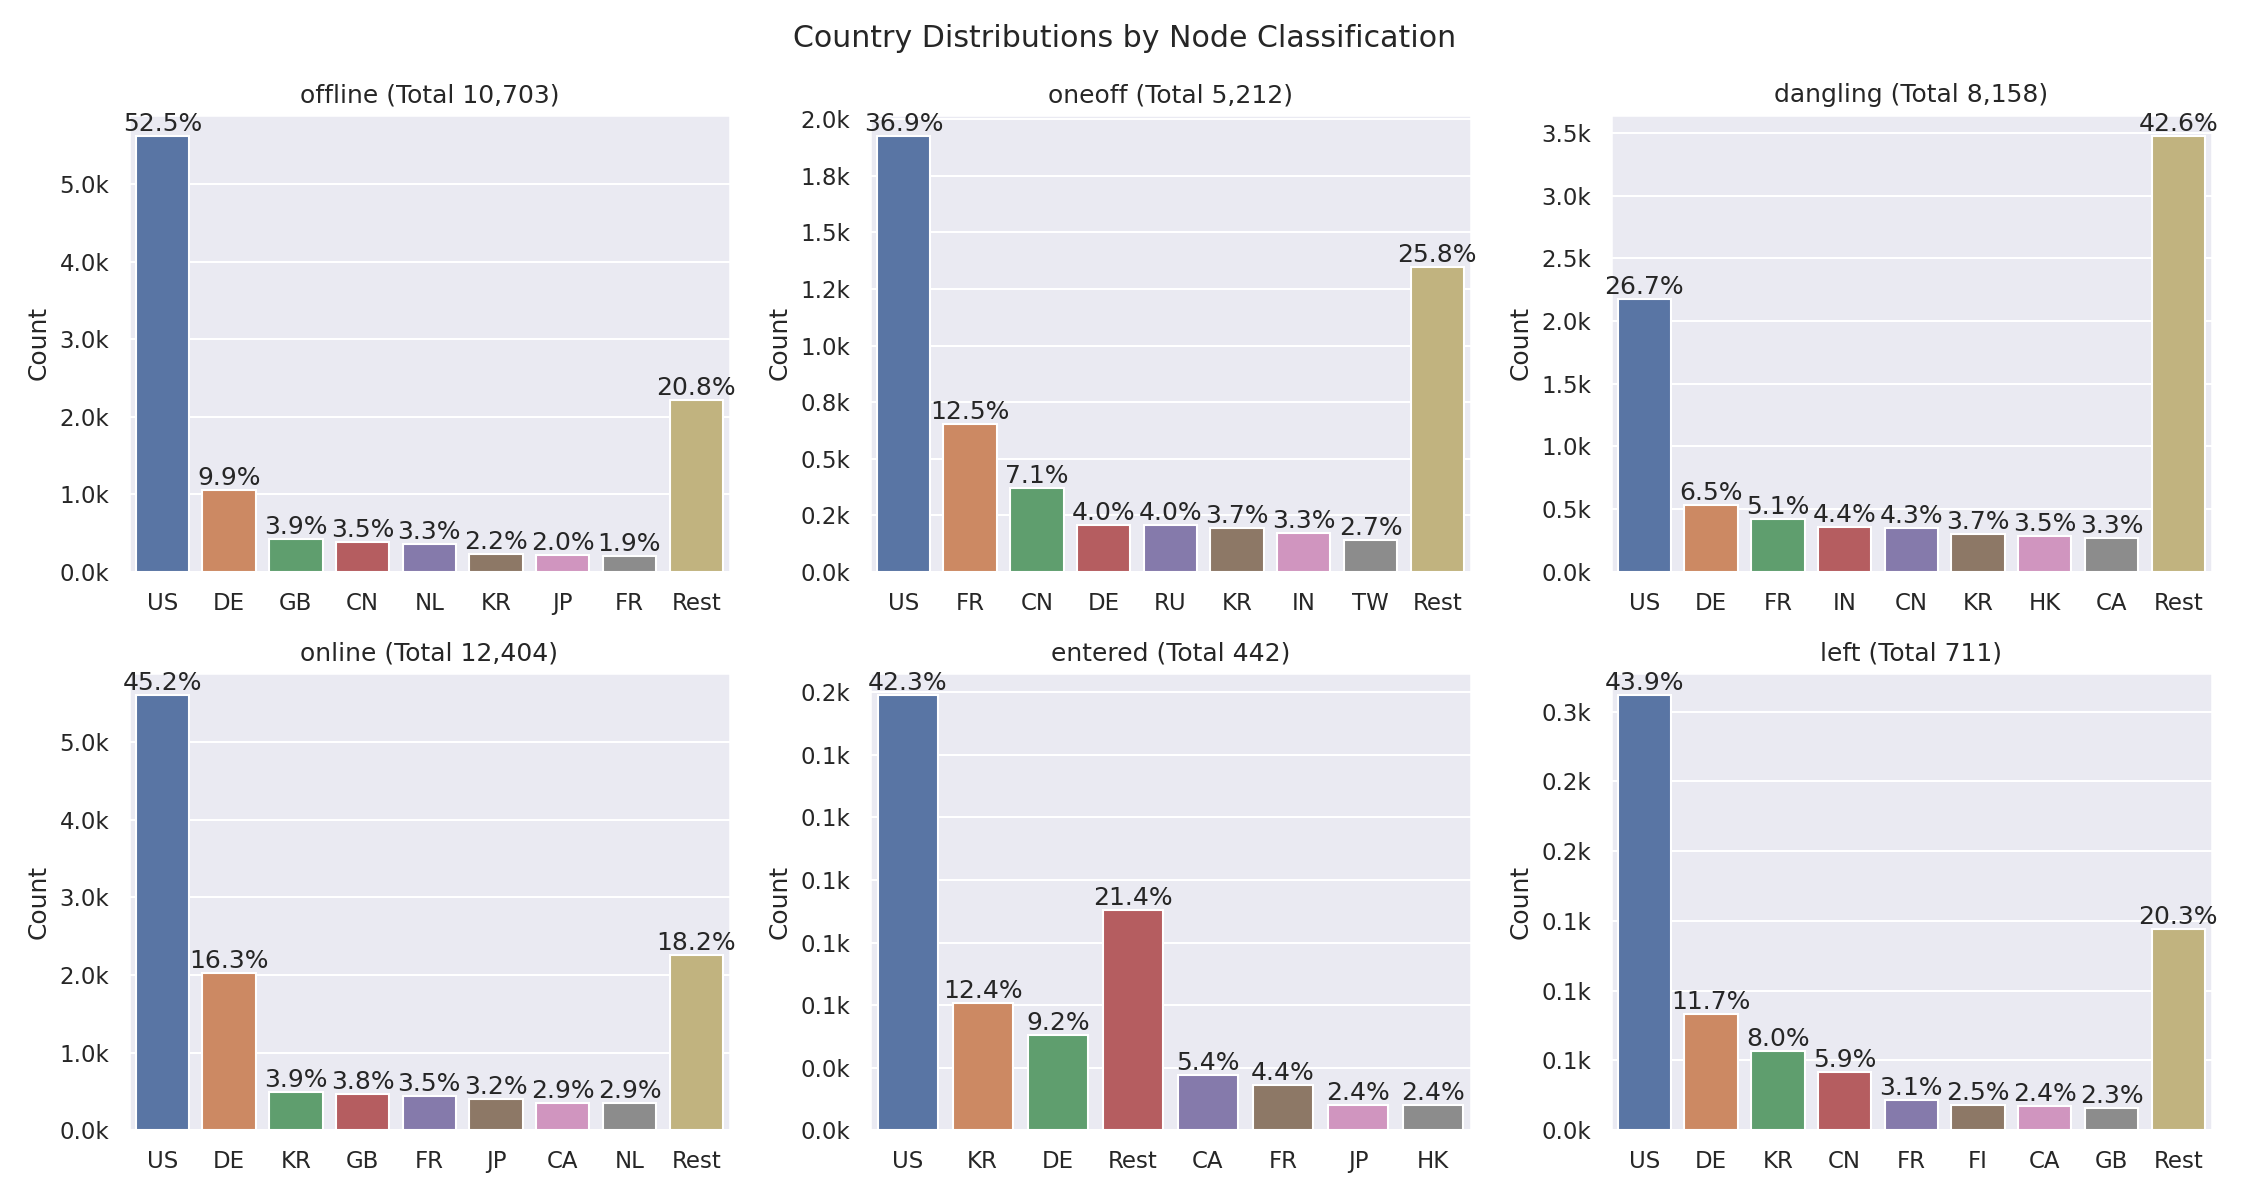 Country Distributions by Node Classification
offline (Total 10,703)
Count
5.0k
4.0k
3.0k
2.0k
1.0k
0.0k
52.5%
9.9%
3.9%
3.5%
3.3%
2.2%
2.0%
1.9%
20.8%
US DE GB CN NL KR JP FR Rest
oneoff (Total 5,212)
Count
2.0k
1.8k
1.5k
1.2k
1.0k
0.8k
0.5k
0.2k
0.0k
36.9%
12.5%
7.1%
4.0%
4.0%
3.7%
3.3%
2.7%
25.8%
US FR CN DE RU KR IN TW Rest
dangling (Total 8,158)
Count
3.5k
3.0k
2.5k
2.0k
1.5k
1.0k
0.5k
0.0k
26.7%
6.5%
5.1%
4.4%
4.3%
3.7%
3.5%
3.3%
42.6%
US DE FR IN CN KR HK CA Rest
online (Total 12,404)
Count
5.0k
4.0k
3.0k
2.0k
1.0k
0.0k
45.2%
16.3%
3.9%
3.8%
3.5%
3.2%
2.9%
2.9%
18.2%
US DE KR GB FR JP CA NL Rest
entered (Total 442)
Count
0.2k
0.1k
0.1k
0.1k
0.1k
0.1k
0.0k
0.0k
42.3%
12.4%
9.2%
21.4%
5.4%
4.4%
2.4%
2.4%
US KR DE Rest CA FR JP HK
left (Total 711)
Count
0.3k
0.2k
0.2k
0.1k
0.1k
0.1k
0.0k
43.9%
11.7%
8.0%
5.9%
3.1%
2.5%
2.4%
2.3%
20.3%
US DE KR CN FR FI CA GB Rest